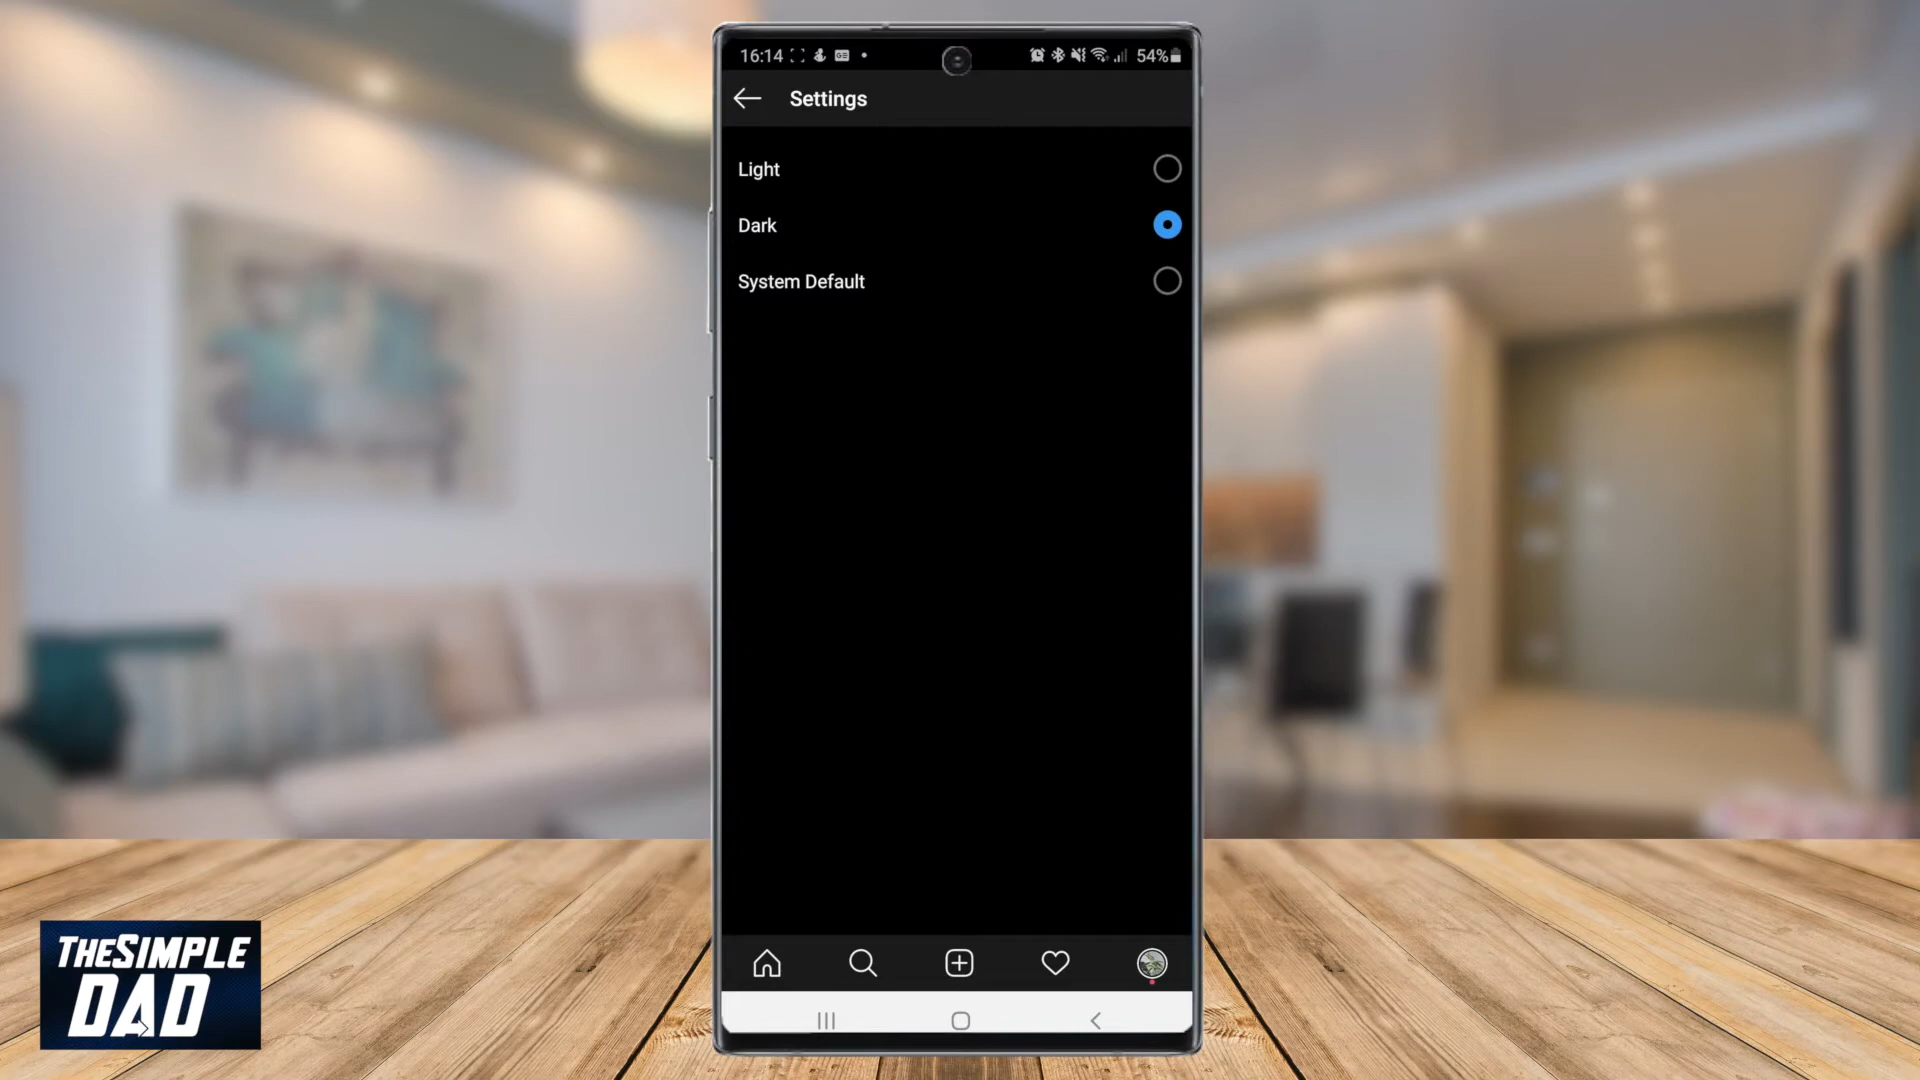 16:14
54%
Settings
Light
Dark
System Default
THESIMPLE
DAD